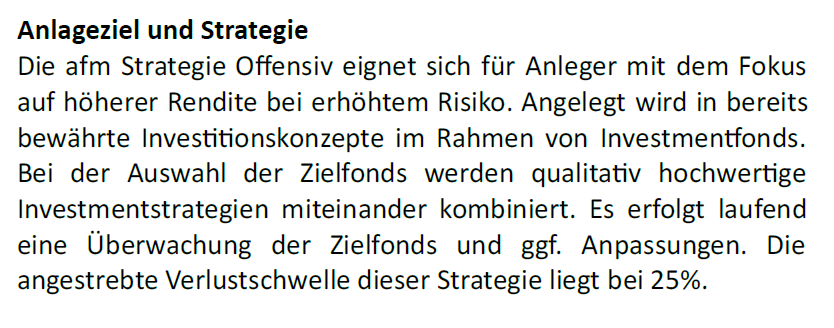 Anlageziel und Strategie
Die afm Strategie Offensiv eignet sich für Anleger mit dem Fokus
auf höherer Rendite bei erhöhtem Risiko. Angelegt wird in bereits
bewährte Investitionskonzepte im Rahmen von Investmentfonds.
Bei der Auswahl der Zielfonds werden qualitativ hochwertige
Investmentstrategien miteinander kombiniert. Es erfolgt laufend
eine Überwachung der Zielfonds und ggf. Anpassungen. Die
angestrebte Verlustschwelle dieser Strategie liegt bei 25%.